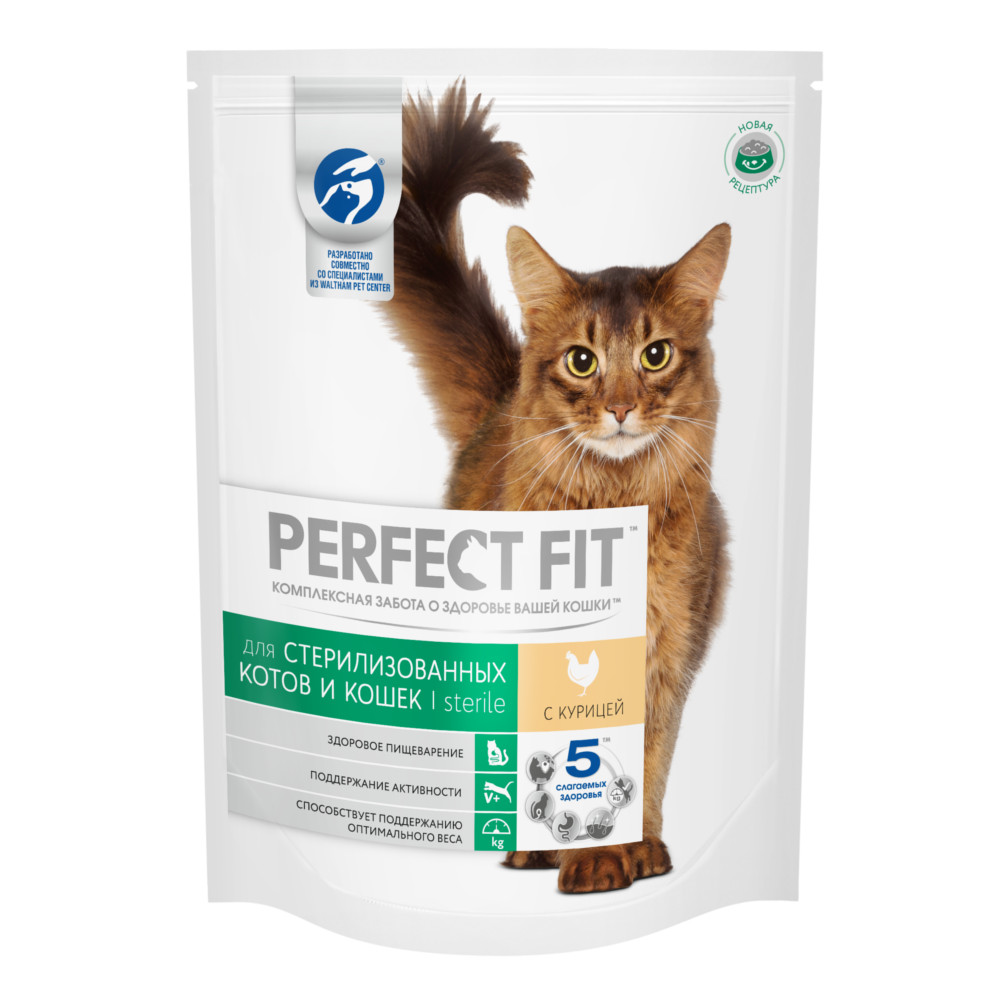 НОВАЯ
РЕЦЕПТУРА
®
РАЗРАБОТАНО
СОВМЕСТНО
СО СПЕЦИАЛИСТАМИ
ИЗ WALTHAM PET CENTER
PERFECT FIT™
КОМПЛЕКСНАЯ ЗАБОТА О ЗДОРОВЬЕ ВАШЕЙ КОШКИ™
для СТЕРИЛИЗОВАННЫХ
КОТОВ И КОШЕК | sterile
С КУРИЦЕЙ
ЗДОРОВОЕ ПИЩЕВАРЕНИЕ
ПОДДЕРЖАНИЕ АКТИВНОСТИ
V+
СПОСОБСТВУЕТ ПОДДЕРЖАНИЮ
ОПТИМАЛЬНОГО ВЕСА
kg
5™
слагаемых
здоровья
kg